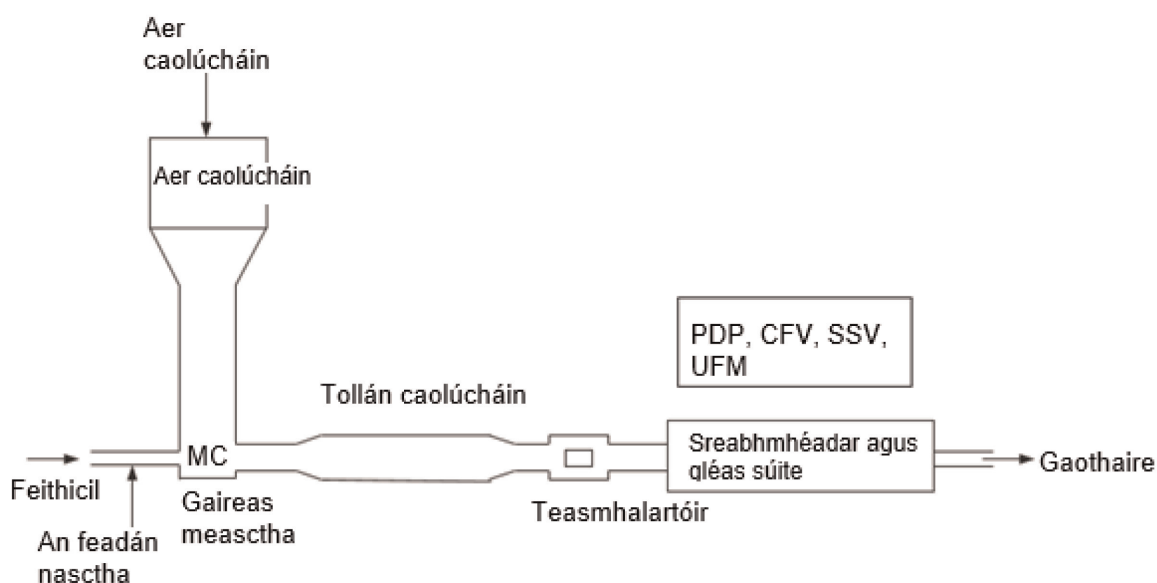 Aer
caolúcháin
Aer caolúcháin
PDP, CFV, SSV,
UFM
Tollán caolúcháin
MC
Sreabhmhéadar agus
gléas súite
Gaothaire
Feithicil
Gaireas
measctha
Teasmhalartóir
An feadán
nasctha